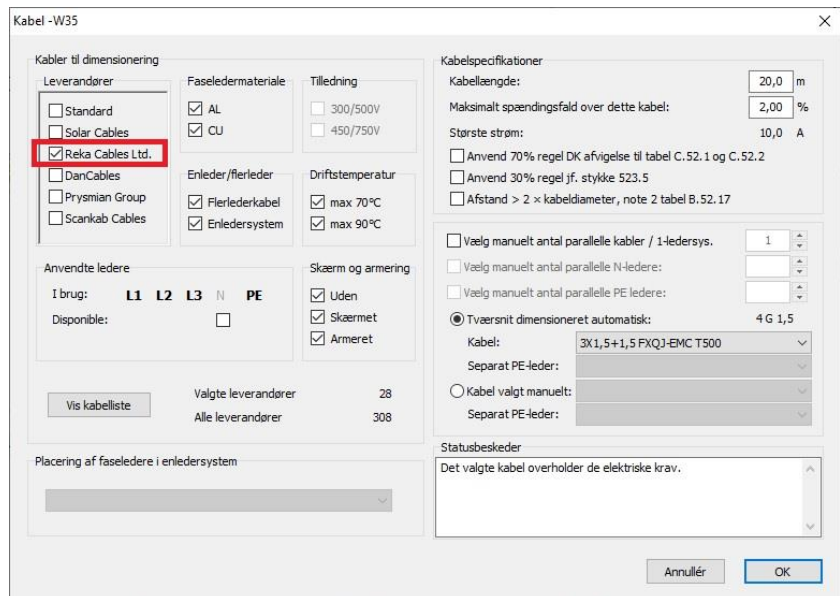 Kabel -W35
Kabler til dimensionering
Leverandører
Standard
Solar Cables
Reka Cables Ltd.
DanCables
Prysmian Group
Scankab Cables
Faseledermateriale
AL
CU
Tilledning
300/500V
450/750V
Enleder/flerleder
Flerlederkabel
Enledersystem
Driftstemperatur
max 70°C
max 90°C
Anvendte ledere
I brug: L1 L2 L3 N PE
Disponible:
Skærm og armering
Uden
Skærmet
Armeret
Vis kabelliste
Valgte leverandører 28
Alle leverandører 308
Placering af faseledere i enledersystem
Kabelspecifikationer
Kabellængde: 20,0 m
Maksimalt spændingsfald over dette kabel: 2,00 %
Største strøm: 10,0 A
Anvend 70% regel DK afvigelse til tabel C.52.1 og C.52.2
Anvend 30% regel jf. stykke 523.5
Afstand > 2 × kabeldiameter, note 2 tabel B.52.17
Vælg manuelt antal parallelle kabler / 1-ledersys. 1
Vælg manuelt antal parallelle N-ledere:
Vælg manuelt antal parallelle PE ledere:
Tværsnit dimensioneret automatisk: 4 G 1,5
Kabel: 3X1,5+1,5 FXQJ-EMC T500
Separat PE-leder:
Kabel valgt manuelt:
Separat PE-leder:
Statusbeskeder
Det valgte kabel overholder de elektriske krav.
Annullér
OK